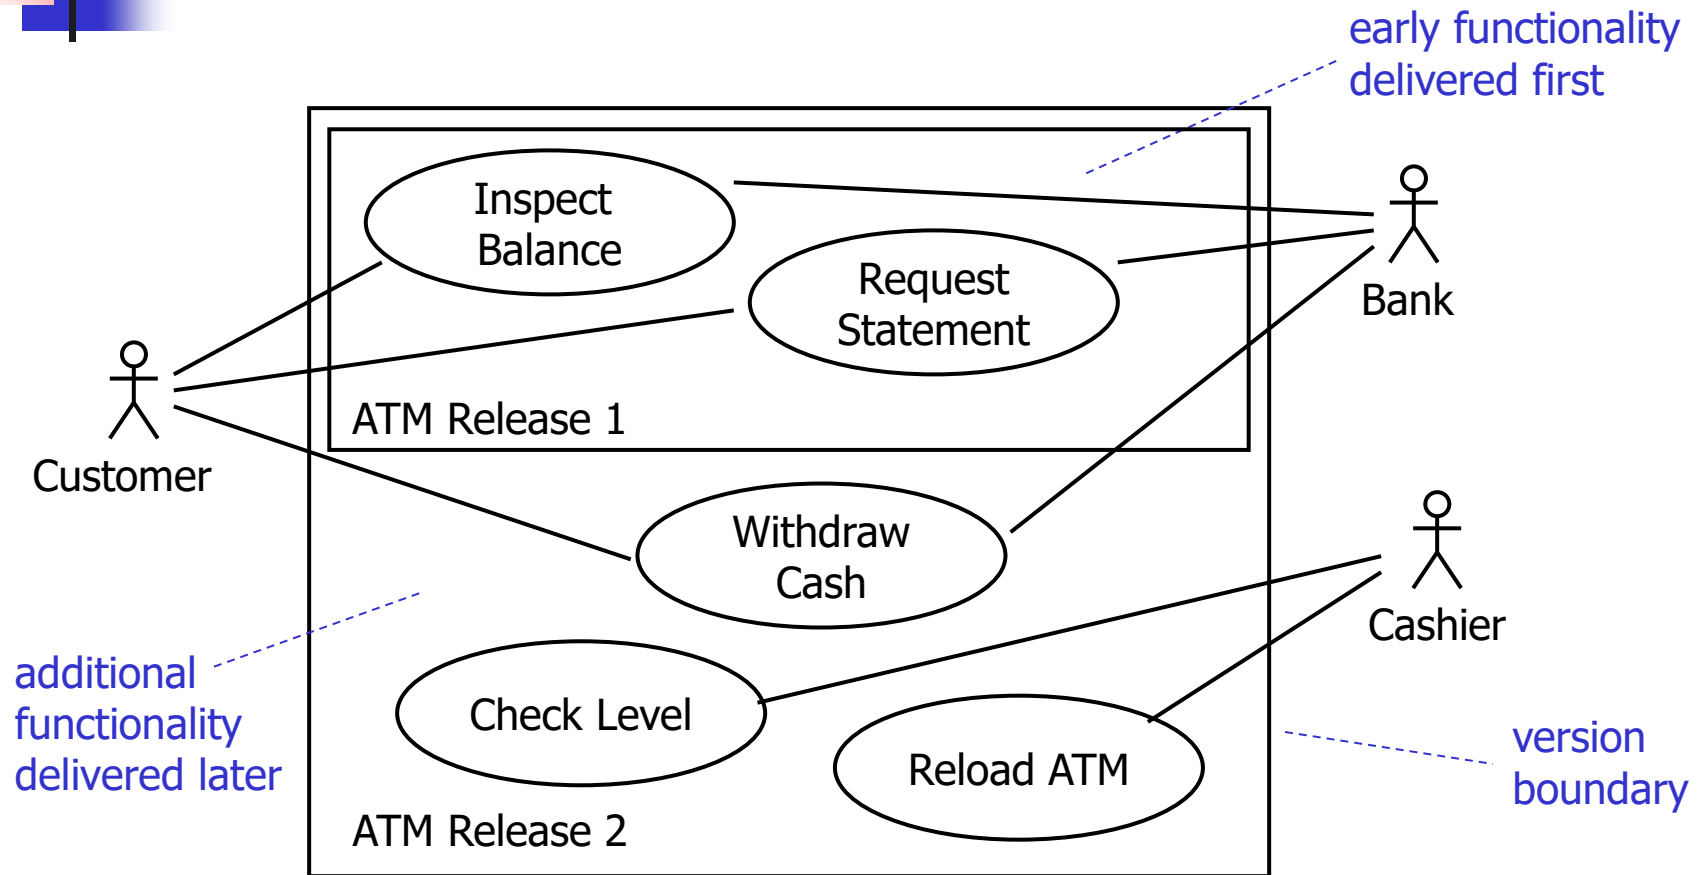 early functionality
delivered first
Inspect
Balance
Request
Statement
Bank
ATM Release 1
Customer
Withdraw
Cash
Cashier
additional
functionality
delivered later
Check Level
Reload ATM
version
boundary
ATM Release 2